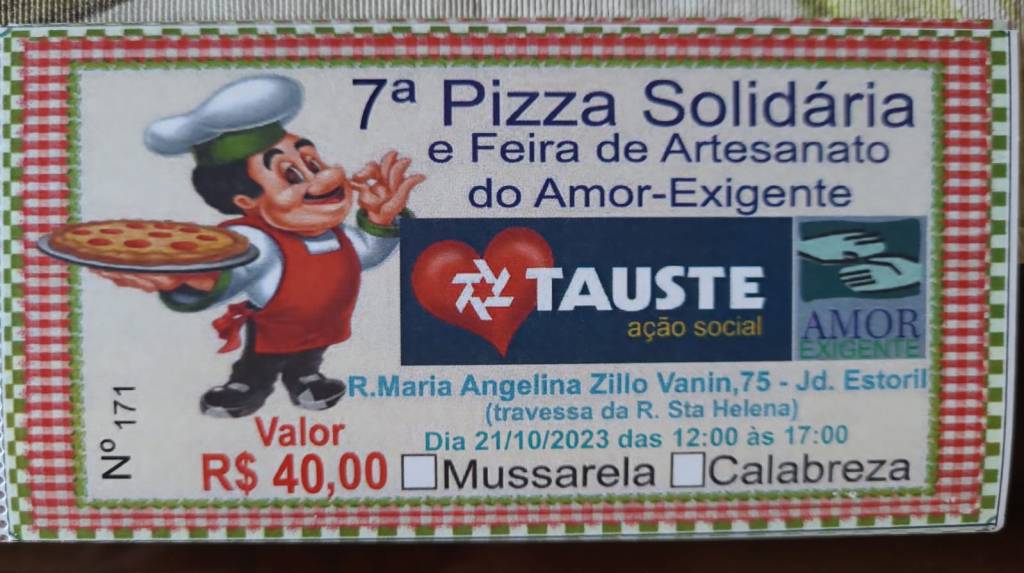 7ª Pizza Solidária
e Feira de Artesanato
do Amor-Exigente
TAUSTE
ação social
AMOR
EXIGENTE
R.Maria Angelina Zillo Vanin,75 - Jd. Estoril
(travessa da R. Sta Helena)
Dia 21/10/2023 das 12:00 às 17:00
Nº 171
Valor
R$ 40,00
Mussarela Calabreza